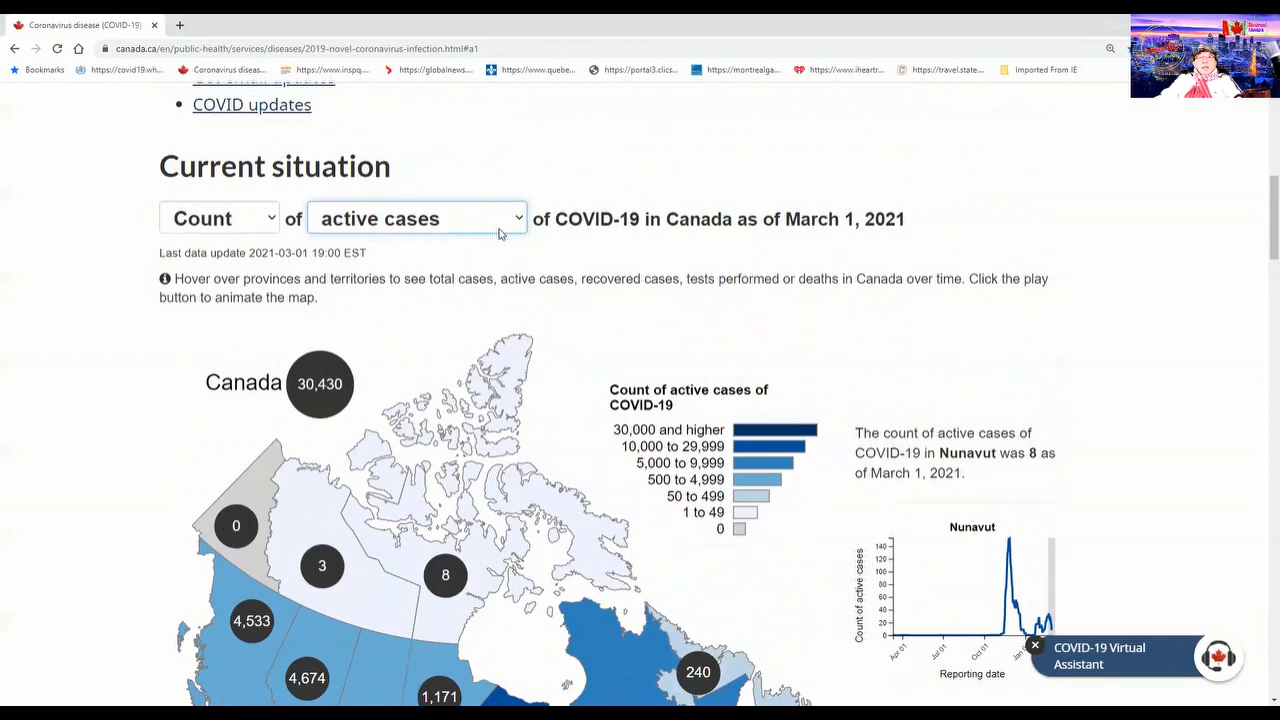 Coronavirus disease (COVID-19)
canada.ca/en/public-health/services/diseases/2019-novel-coronavirus-infection.html#a1
Bookmarks https://covid19.wh... Coronavirus diseas... https://www.inspq.... https://globalnews.... https://www.quebe... https://portal3.clics... https://montrealga... https://www.iheartr... https://travel.state.... Imported From IE
COVID updates
Current situation
Count of active cases of COVID-19 in Canada as of March 1, 2021
Last data update 2021-03-01 19:00 EST
Hover over provinces and territories to see total cases, active cases, recovered cases, tests performed or deaths in Canada over time. Click the play
button to animate the map.
Canada 30,430
Count of active cases of
COVID-19
30,000 and higher
10,000 to 29,999
5,000 to 9,999
500 to 4,999
50 to 499
1 to 49
0
The count of active cases of
COVID-19 in Nunavut was 8 as
of March 1, 2021.
0
3
8
4,533
4,674
1,171
240
Nunavut
Count of active cases
140
120
100
80
60
40
20
0
Apr 01 Jul 01 Oct 01
Reporting date
COVID-19 Virtual
Assistant